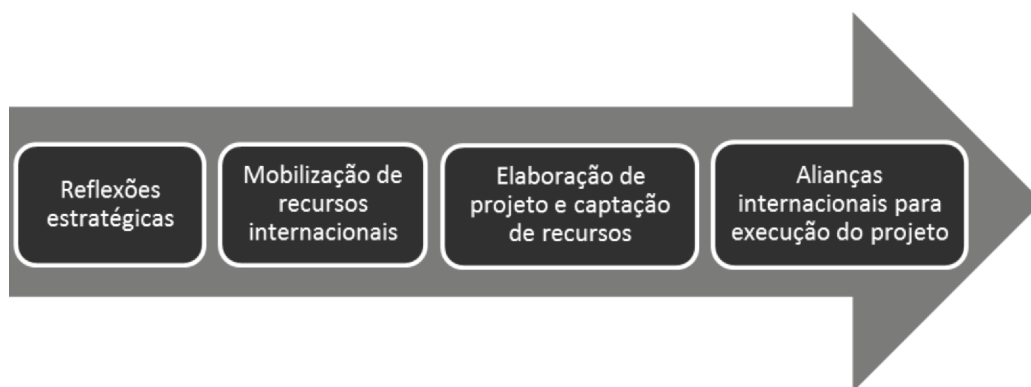 Reflexões
estratégicas
Mobilização de
recursos
internacionais
Elaboração de
projeto e captação
de recursos
Alianças
internacionais para
execução do projeto